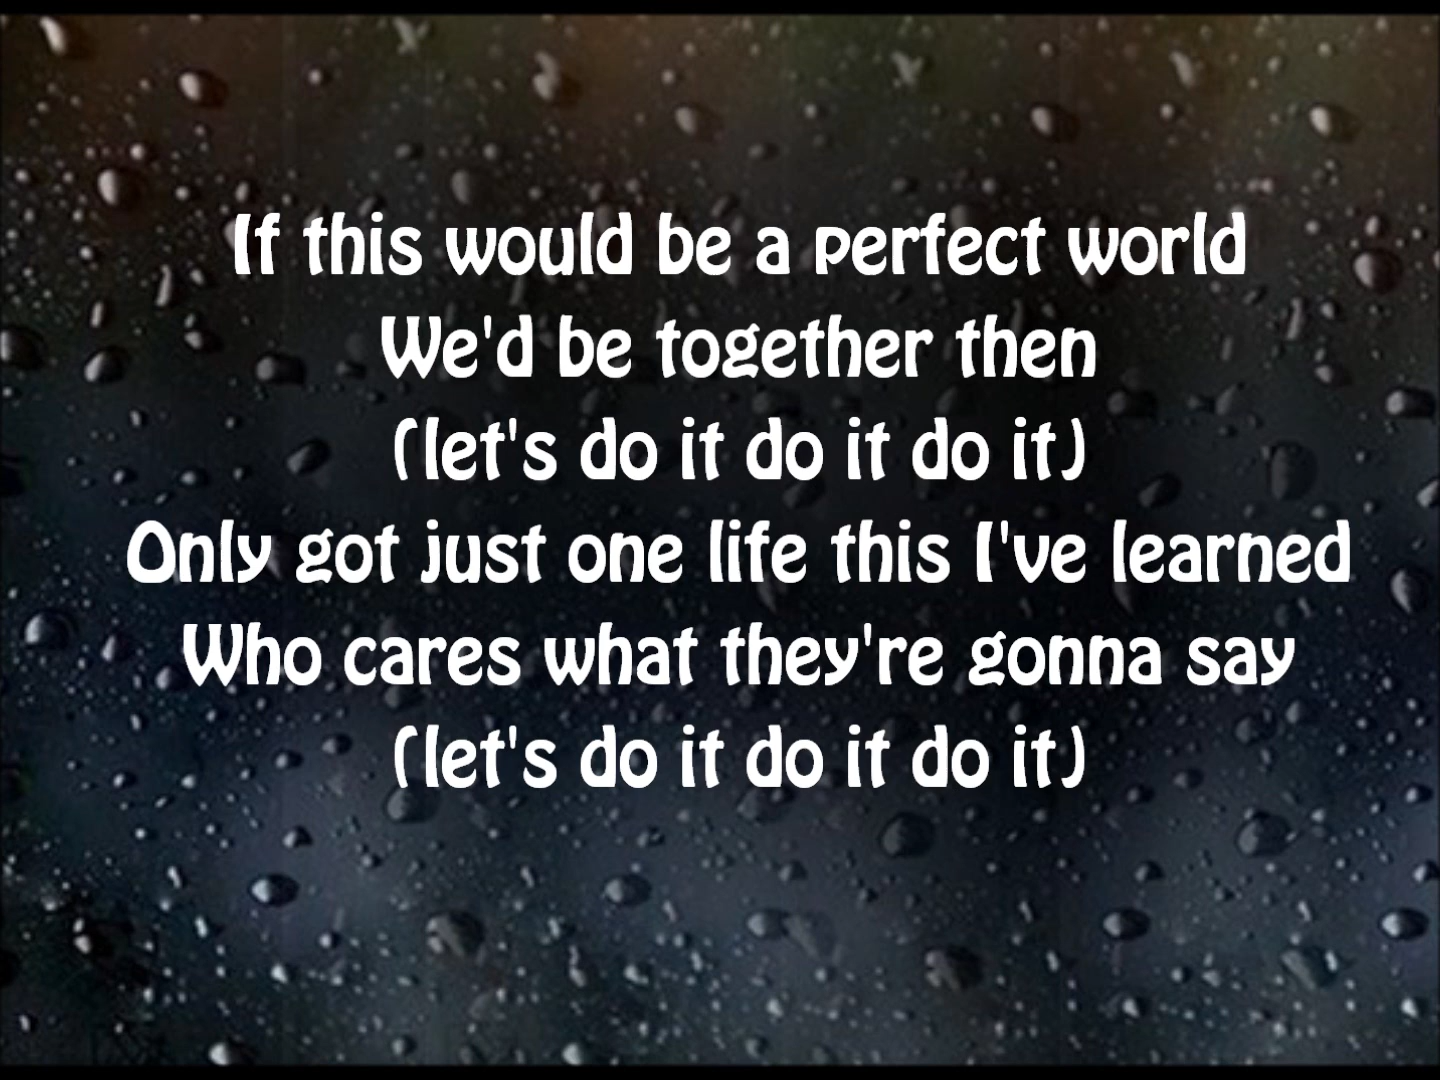 If this would be a perfect world
We'd be together then
(let's do it do it do it)
Only got just one life this I've learned
Who cares what they're gonna say
(let's do it do it do it)